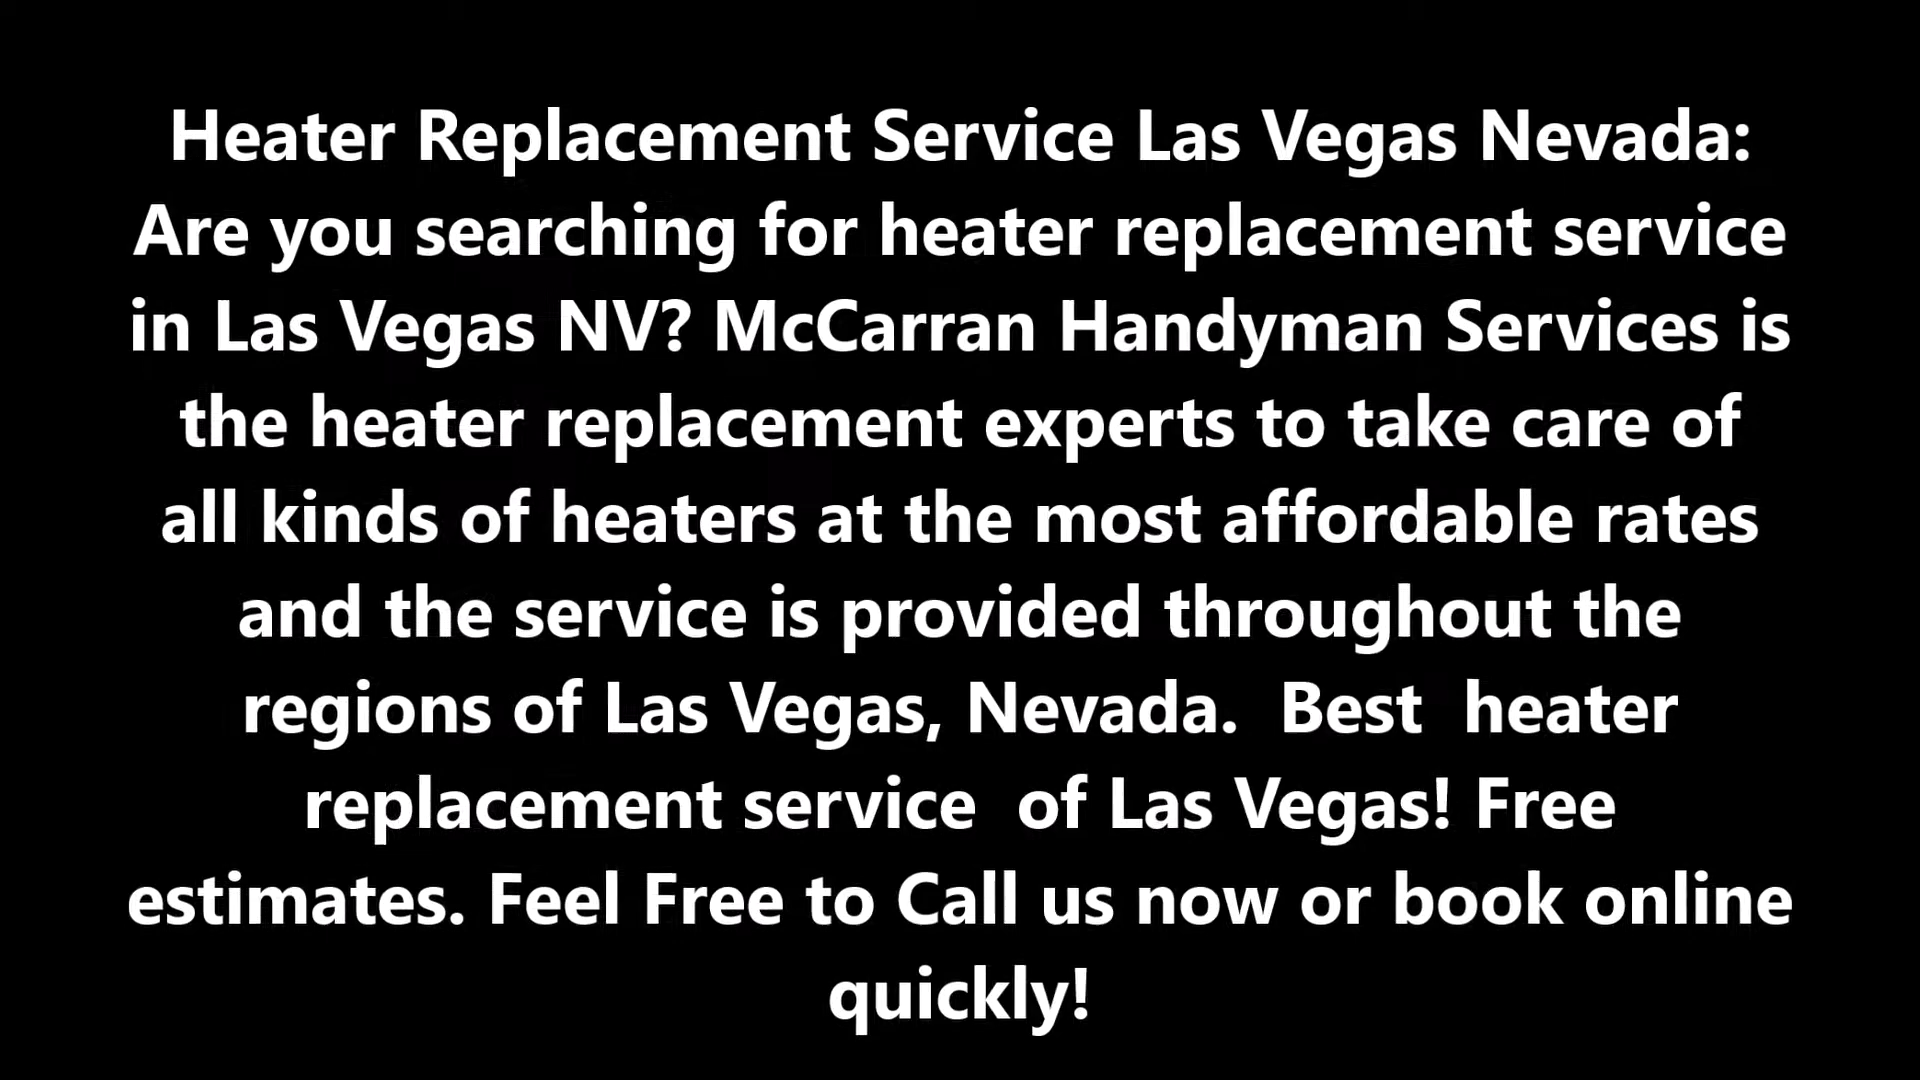 Heater Replacement Service Las Vegas Nevada:
Are you searching for heater replacement service
in Las Vegas NV? McCarran Handyman Services is
the heater replacement experts to take care of
all kinds of heaters at the most affordable rates
and the service is provided throughout the
regions of Las Vegas, Nevada.  Best  heater
replacement service  of Las Vegas! Free
estimates. Feel Free to Call us now or book online
quickly!